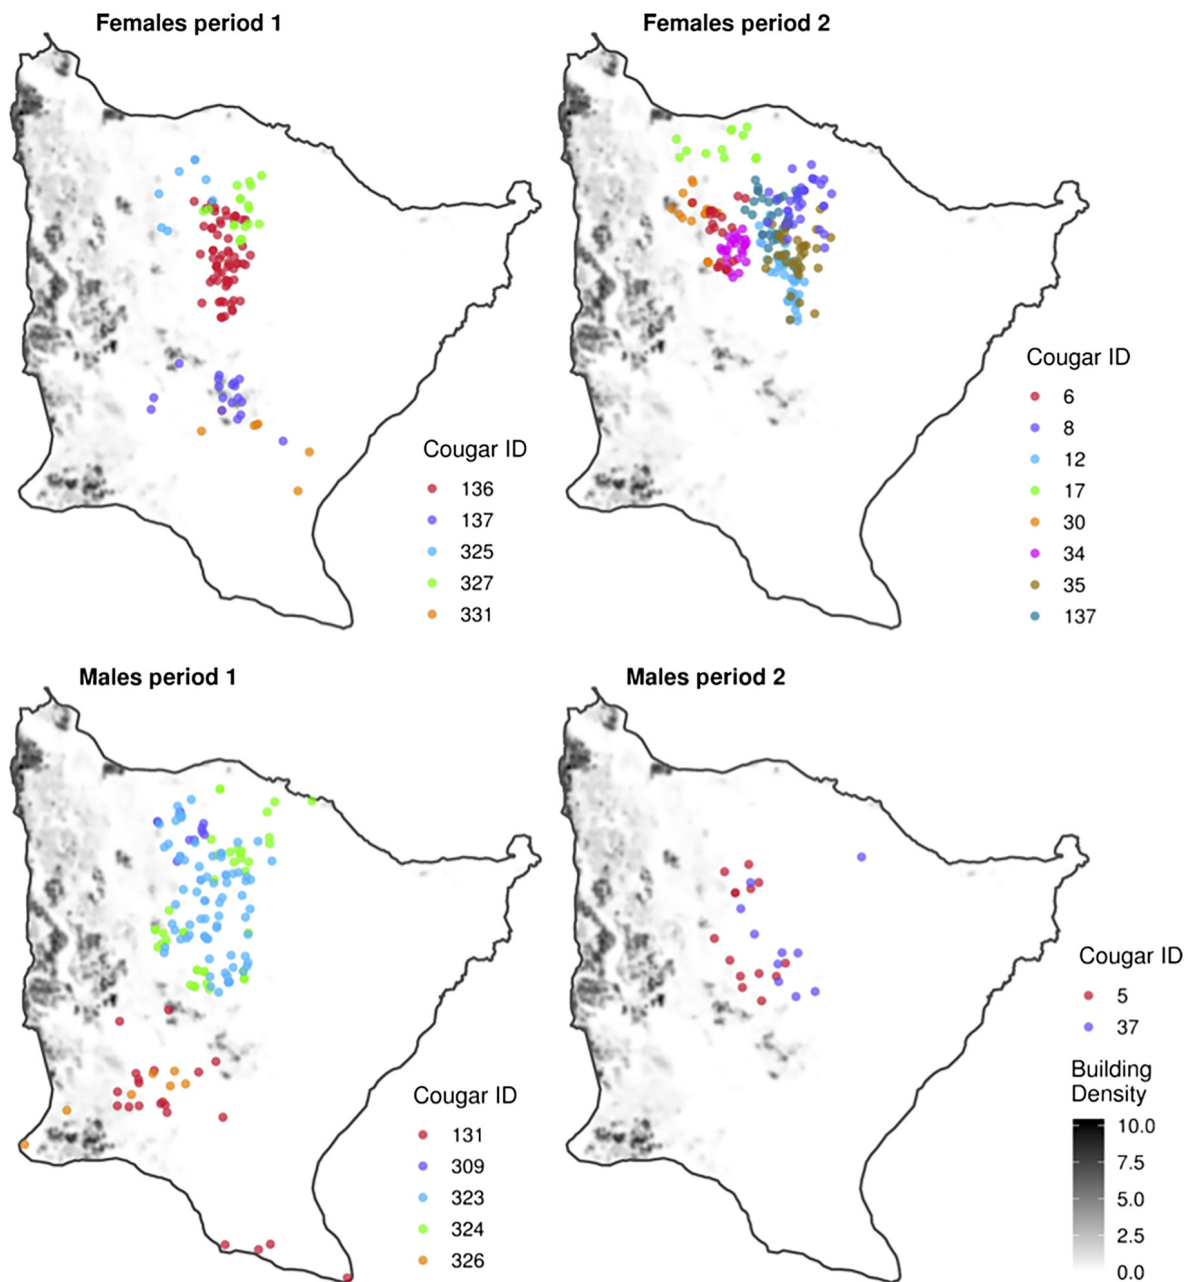 Females period 1
Females period 2
Cougar ID
136
137
325
327
331
Cougar ID
6
8
12
17
30
34
35
137
Males period 1
Males period 2
Cougar ID
131
309
323
324
326
Cougar ID
5
37
Building
Density
10.0
7.5
5.0
2.5
0.0